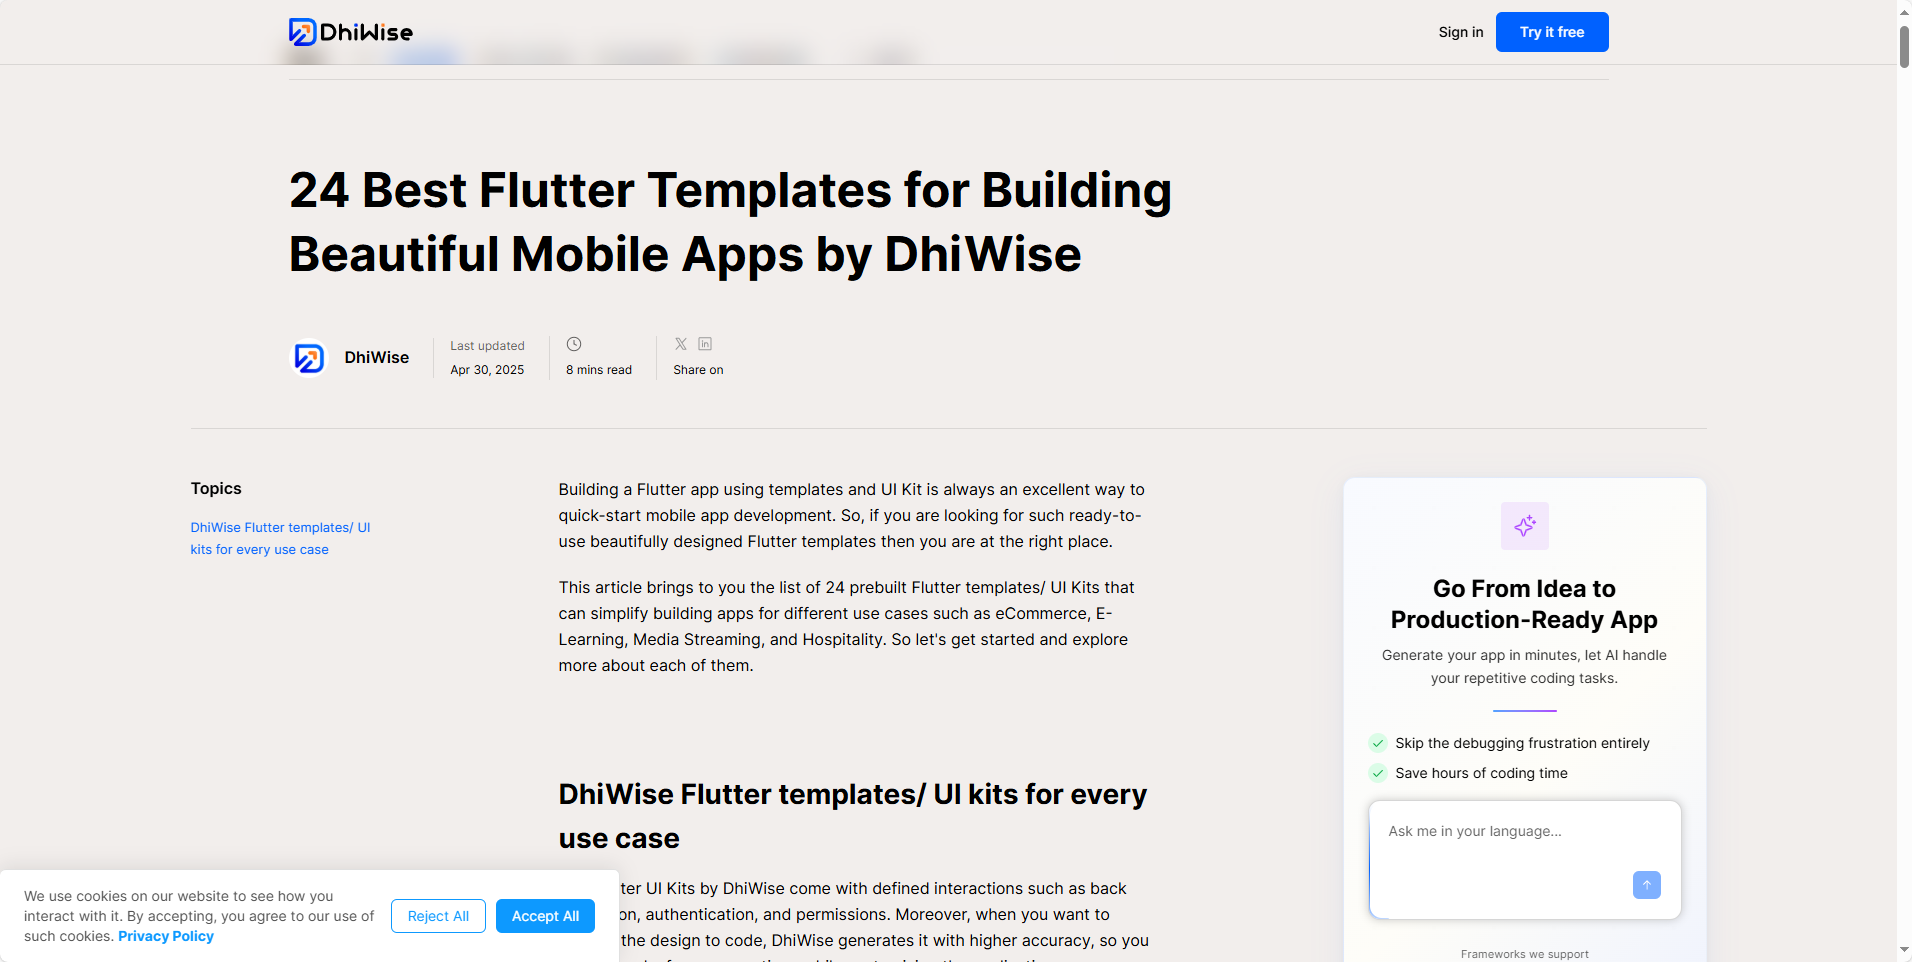 DhiWise
Sign in
Try it free
24 Best Flutter Templates for Building
Beautiful Mobile Apps by DhiWise
DhiWise
Last updated
Apr 30, 2025
8 mins read
Share on
Topics
DhiWise Flutter templates/ UI
kits for every use case
Building a Flutter app using templates and UI Kit is always an excellent way to
quick-start mobile app development. So, if you are looking for such ready-to-
use beautifully designed Flutter templates then you are at the right place.
This article brings to you the list of 24 prebuilt Flutter templates/ UI Kits that
can simplify building apps for different use cases such as eCommerce, E-
Learning, Media Streaming, and Hospitality. So let's get started and explore
more about each of them.
DhiWise Flutter templates/ UI kits for every
use case
ter UI Kits by DhiWise come with defined interactions such as back
on, authentication, and permissions. Moreover, when you want to
the design to code, DhiWise generates it with higher accuracy, so you
Go From Idea to
Production-Ready App
Generate your app in minutes, let AI handle
your repetitive coding tasks.
Skip the debugging frustration entirely
Save hours of coding time
Ask me in your language...
Frameworks we support
We use cookies on our website to see how you
interact with it. By accepting, you agree to our use of
such cookies. Privacy Policy
Reject All
Accept All